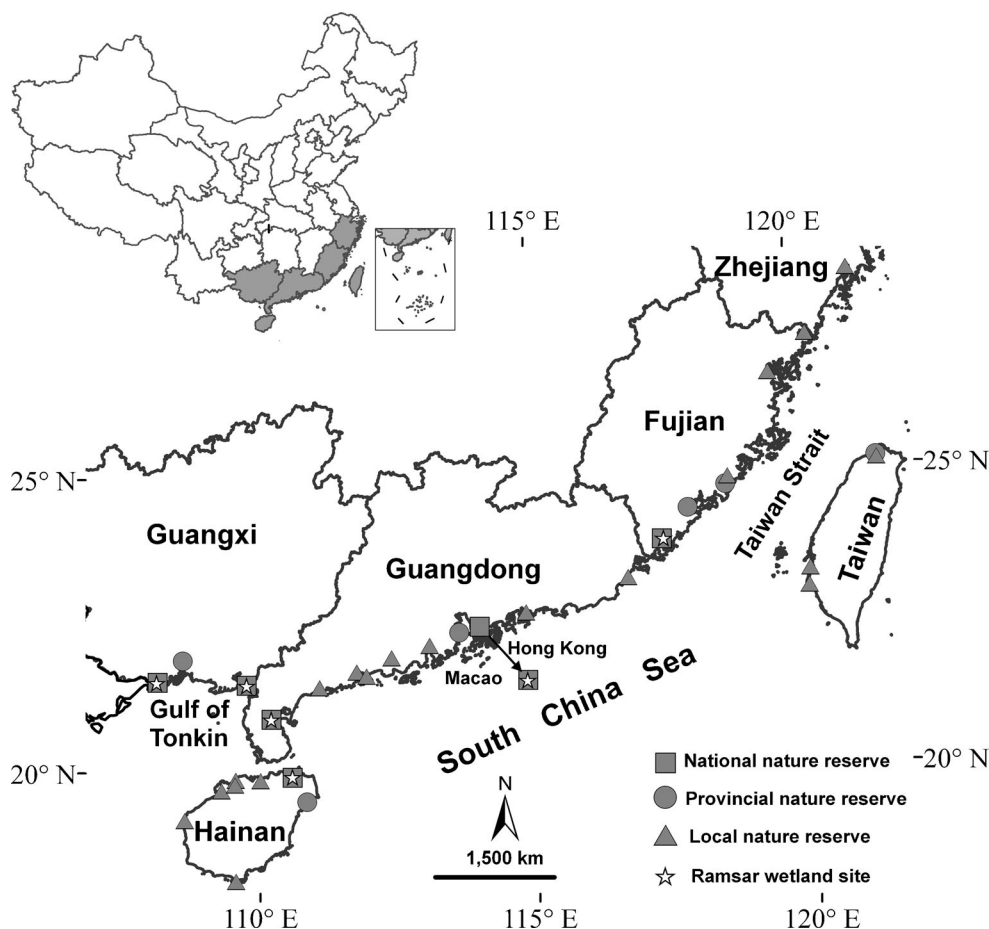 115° E
120° E
Zhejiang
Fujian
25° N
25° N
Taiwan Strait
Guangxi
Taiwan
Guangdong
Hong Kong
Macao
Gulf of
Tonkin
South China Sea
20° N
20° N
National nature reserve
Provincial nature reserve
N
Hainan
Local nature reserve
1,500 km
Ramsar wetland site
110° E
115° E
120° E